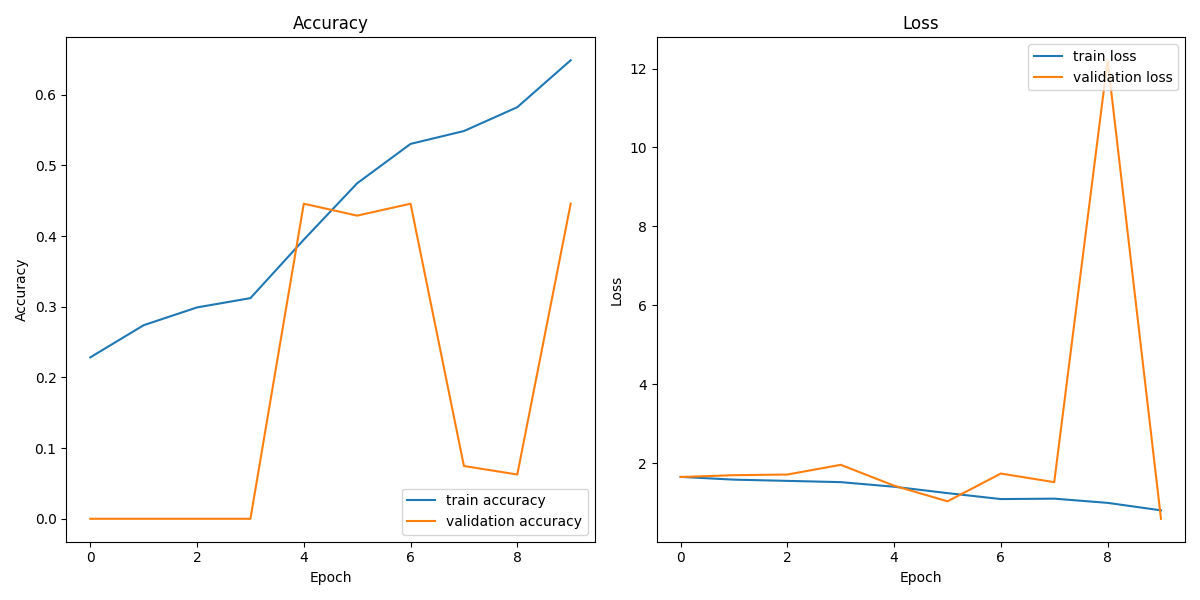 Accuracy
Accuracy
0.6
0.5
0.4
0.3
0.2
0.1
0.0
train accuracy
validation accuracy
0 2 4 6 8
Epoch
Loss
Loss
12
10
8
6
4
2
train loss
validation loss
0 2 4 6 8
Epoch